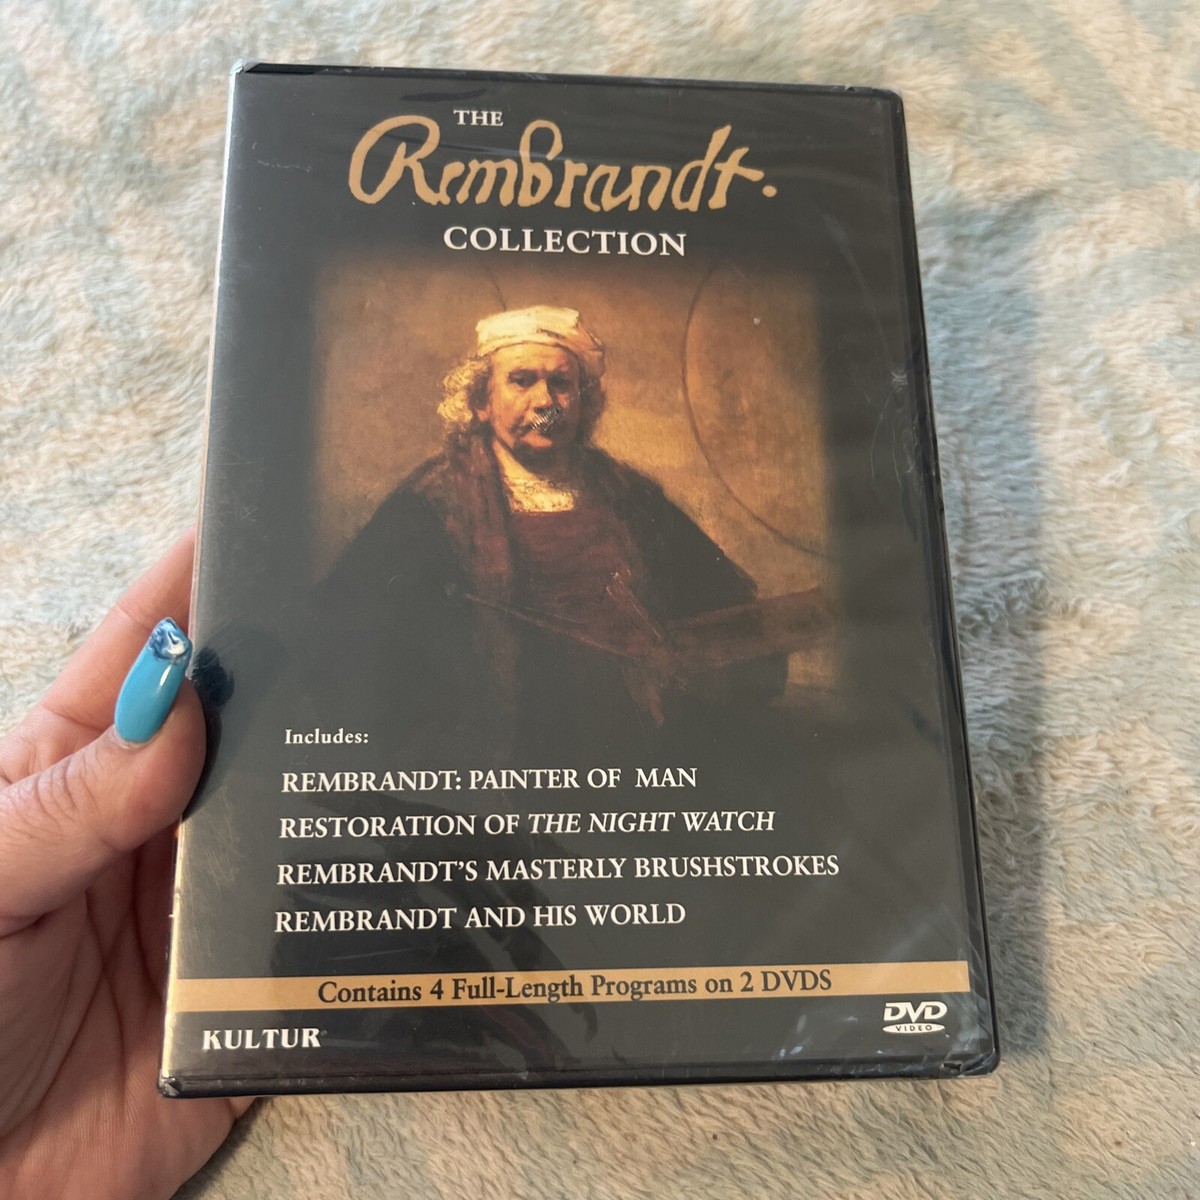 THE
Rembrandt.
COLLECTION
Includes:
REMBRANDT: PAINTER OF MAN
RESTORATION OF THE NIGHT WATCH
REMBRANDT'S MASTERLY BRUSHSTROKES
REMBRANDT AND HIS WORLD
Contains 4 Full-Length Programs on 2 DVDS
KULTUR
DVD
VIDEO